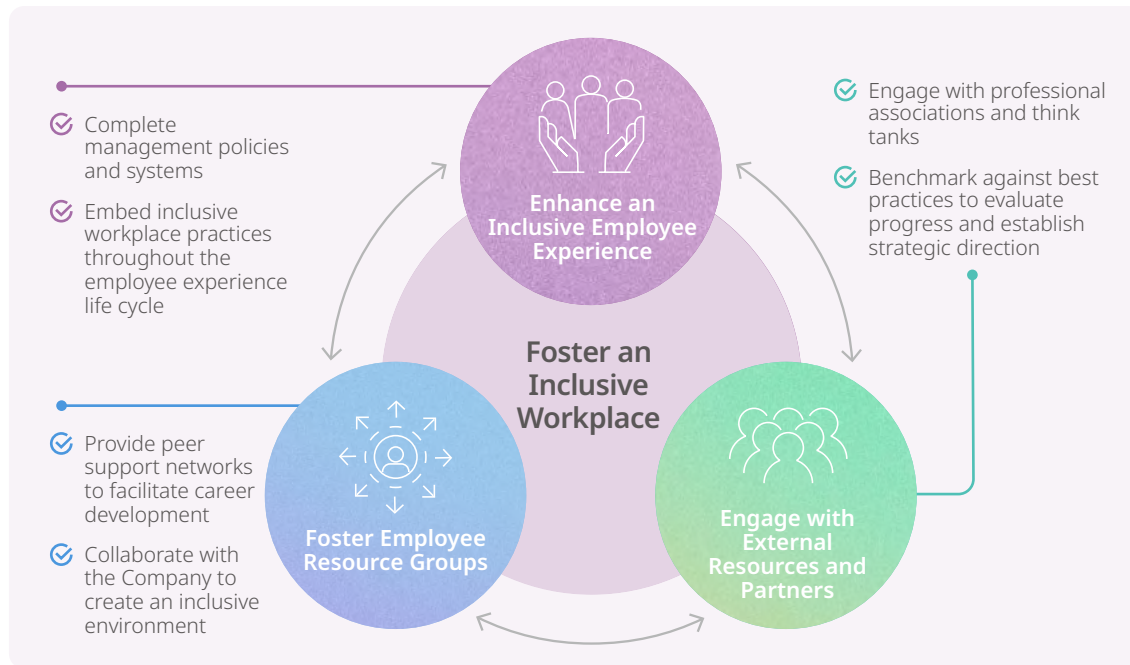 Complete
management policies
and systems
Embed inclusive
workplace practices
throughout the
employee experience
life cycle
Enhance an
Inclusive Employee
Experience
Engage with professional
associations and think
tanks
Benchmark against best
practices to evaluate
progress and establish
strategic direction
Foster an
Inclusive
Workplace
Provide peer
support networks
to facilitate career
development
Collaborate with
the Company to
create an inclusive
environment
Foster Employee
Resource Groups
Engage with
External
Resources and
Partners